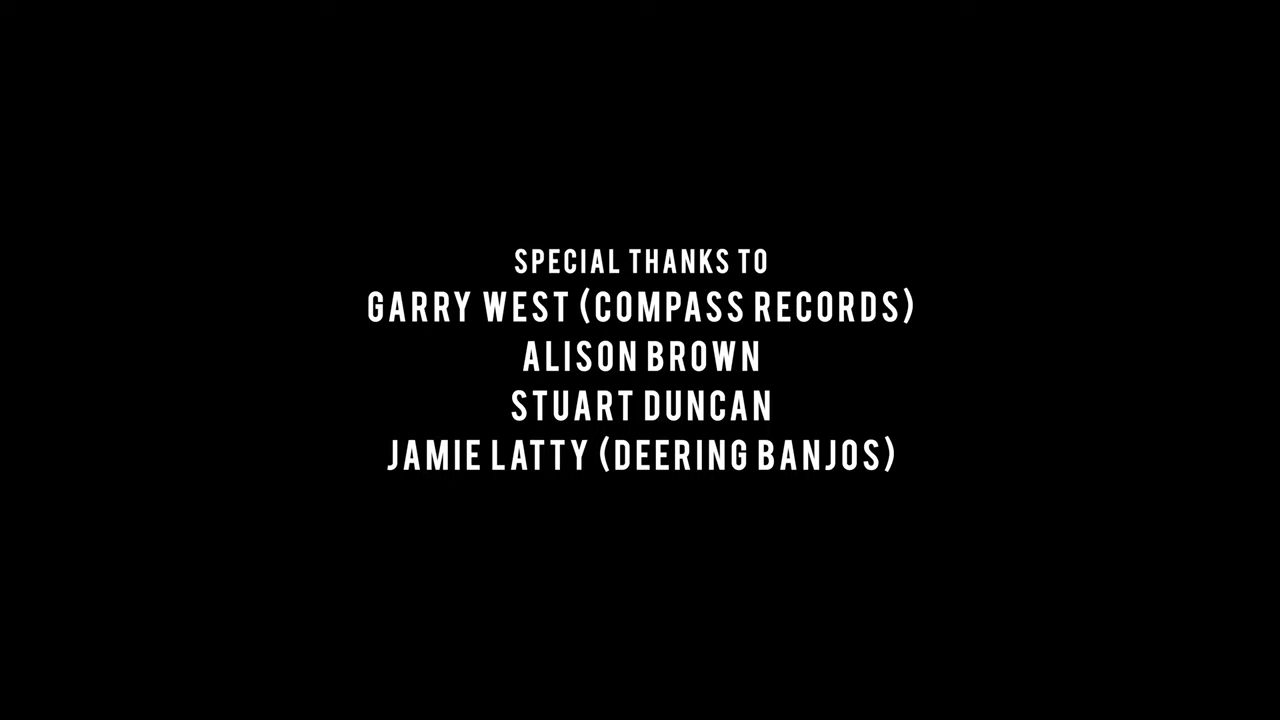 SPECIAL THANKS TO
GARRY WEST (COMPASS RECORDS)
ALISON BROWN
STUART DUNCAN
JAMIE LATTY (DEERING BANJOS)